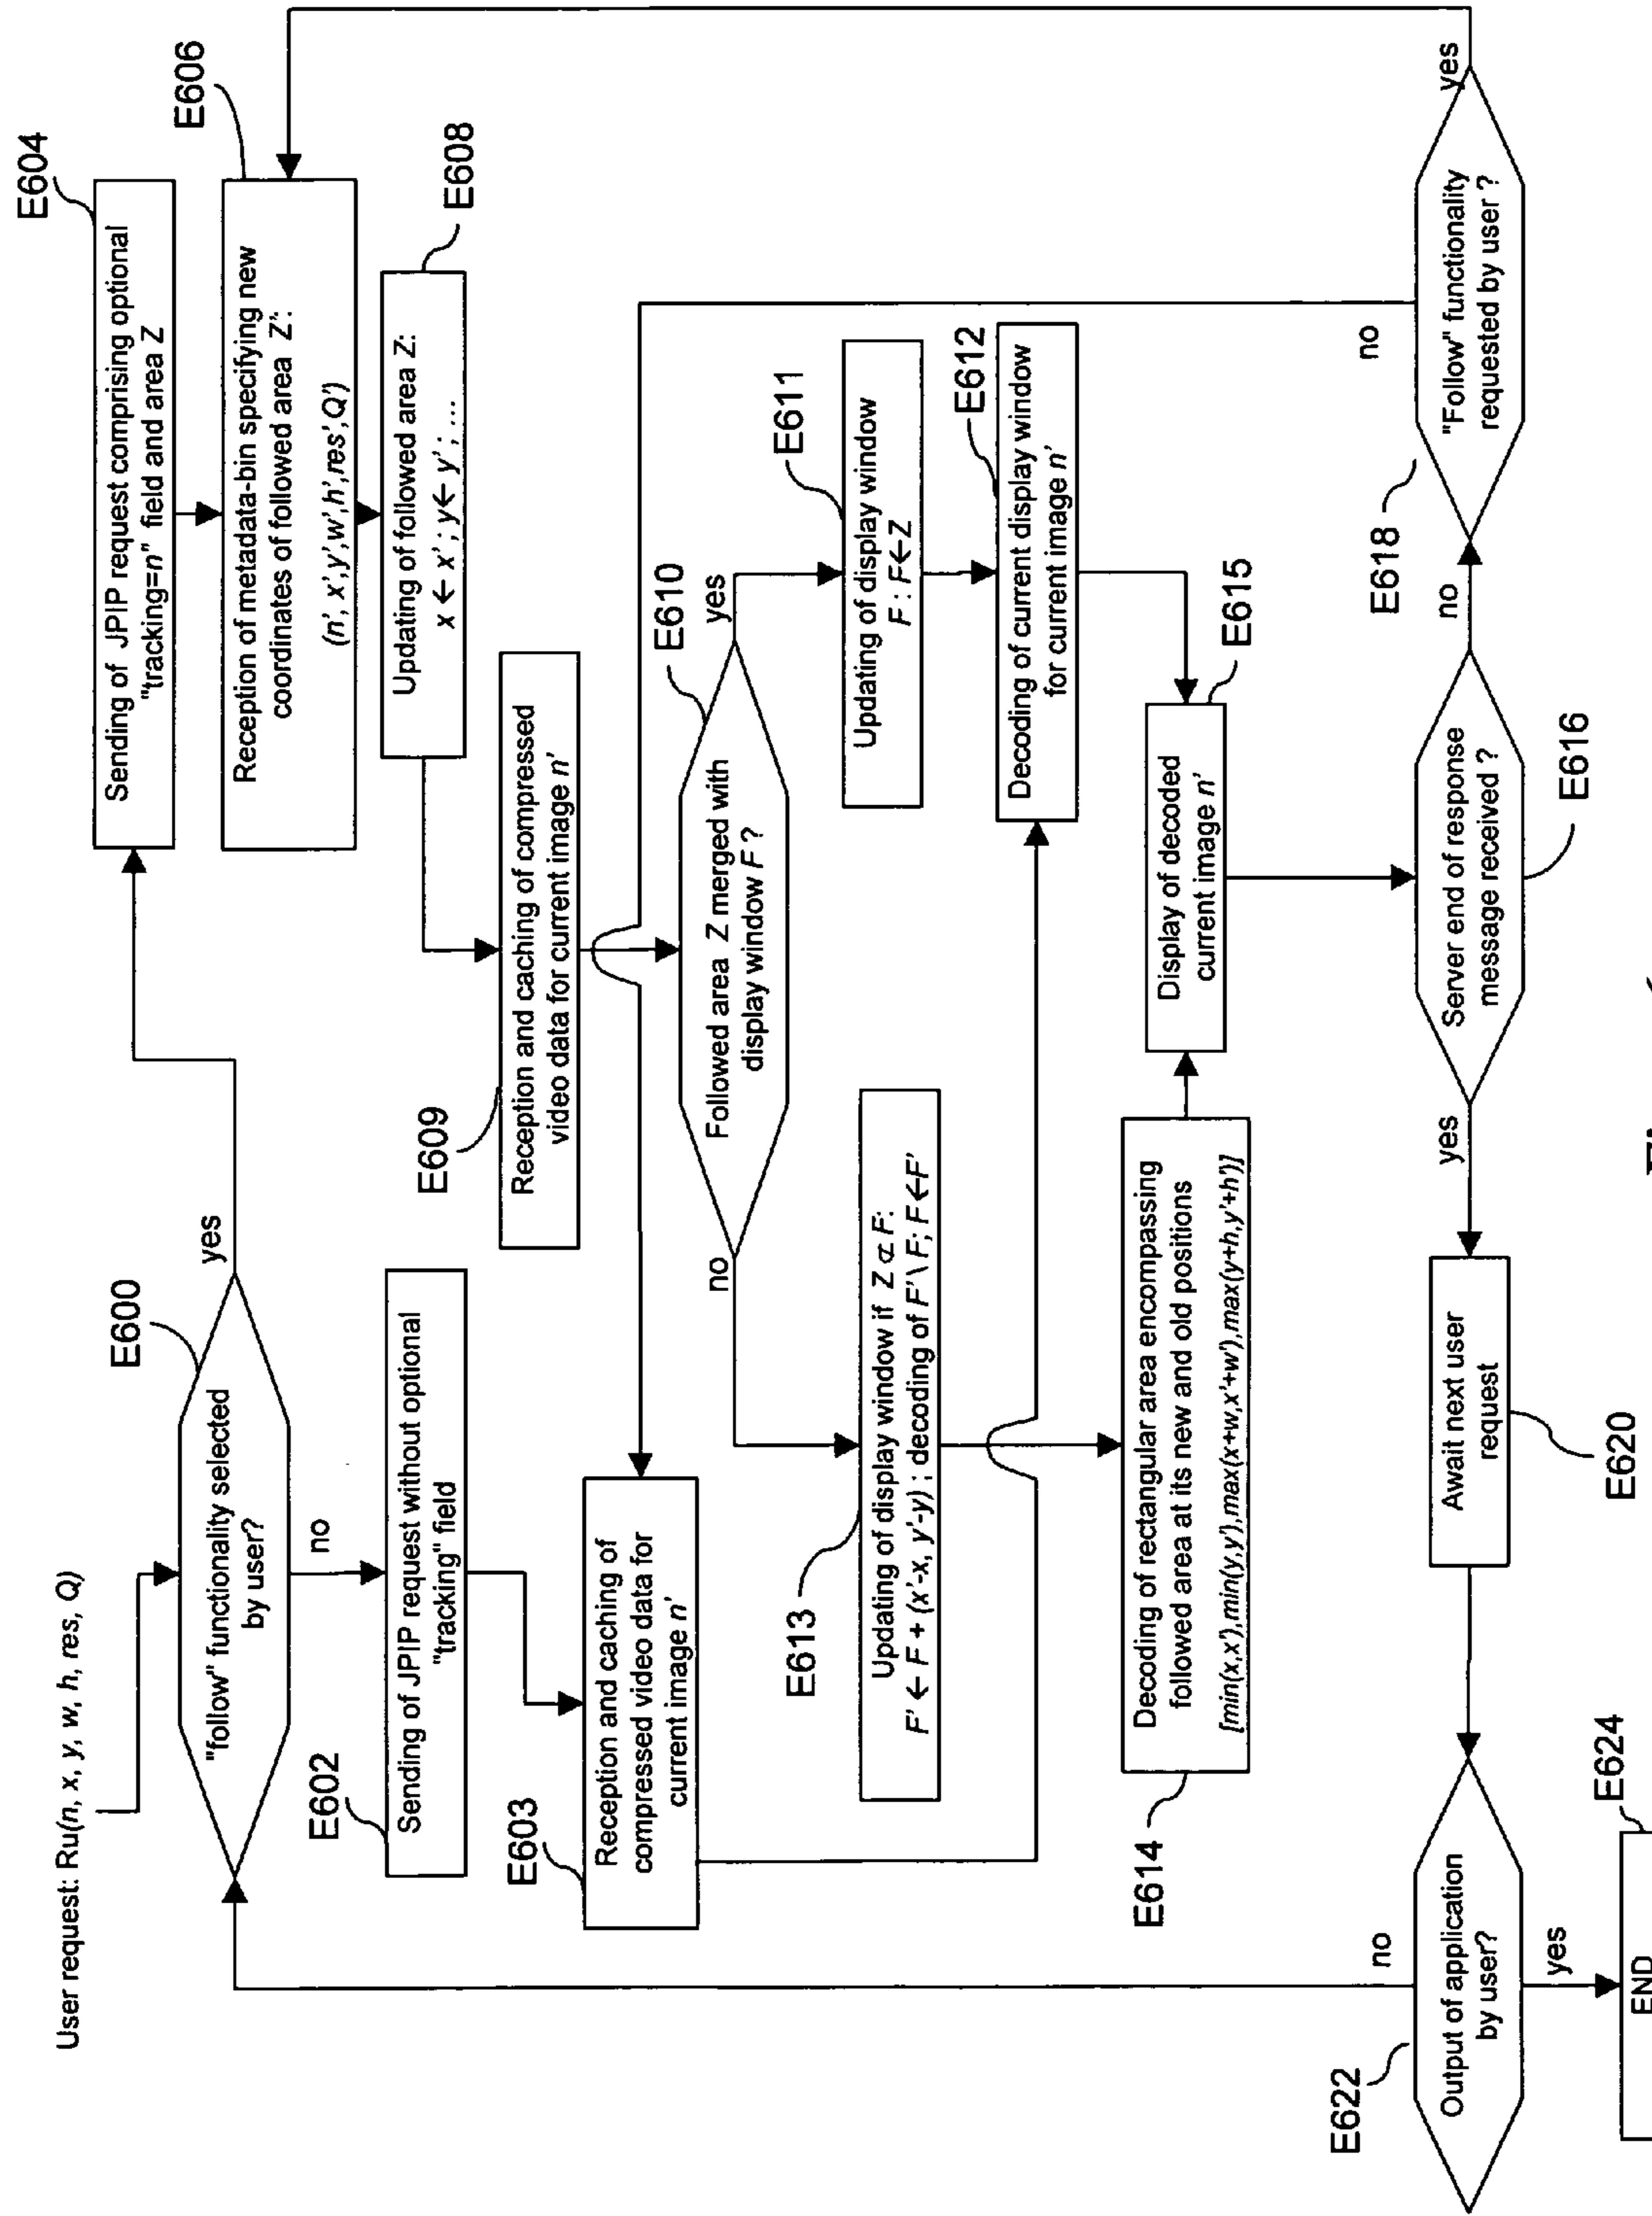 User request: Ru(n, x, y, w, h, res, Q)
E600
"follow" functionality selected
by user?
yes
no
E602
Sending of JPIP request without optional
"tracking" field
E603
Reception and caching of
compressed video data for
current image n'
E604
Sending of JPIP request comprising optional
"tracking=n" field and area Z
E606
Reception of metadata-bin specifying new
coordinates of followed area Z':
(n', x',y',w',h',res',Q')
E608
Updating of followed area Z:
x ← x'; y← y'; ...
E609
Reception and caching of compressed
video data for current image n'
E610
Followed area Z merged with
display window F ?
yes
no
E611
Updating of display window
F : F←Z
E612
Decoding of current display window
for current image n'
E613
Updating of display window if Z ⊄ F:
F' ← F + (x'-x, y'-y) ; decoding of F' \ F; F←F'
E614
Decoding of rectangular area encompassing
followed area at its new and old positions
[min(x,x'),min(y,y'),max(x+w,x'+w'),max(y+h,y'+h')]
E615
Display of decoded
current image n'
E616
Server end of response
message received ?
yes
no
E618
"Follow" functionality
requested by user ?
yes
no
E620
Await next user
request
E622
Output of application
by user?
no
yes
E624
END